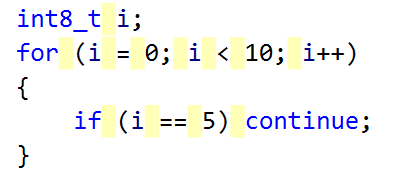 int8_t i;
for (i = 0; i < 10; i++)
{
    if (i == 5) continue;
}